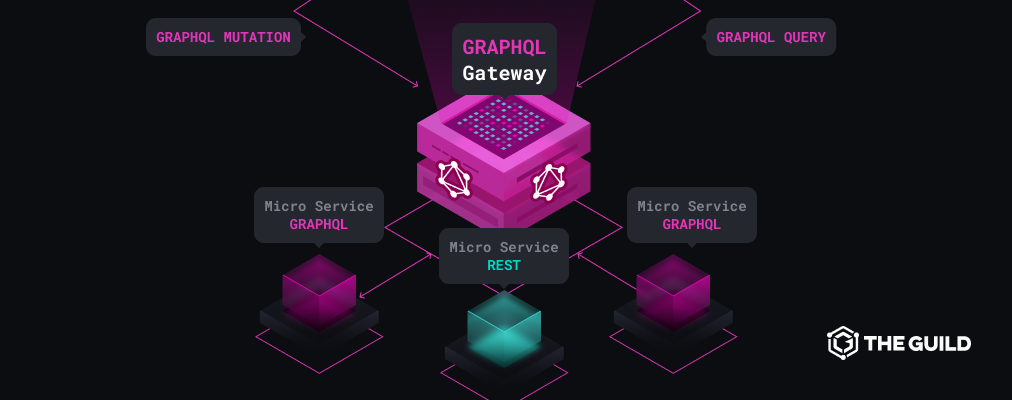 GRAPHQL MUTATION
GRAPHQL
Gateway
GRAPHQL QUERY
Micro Service
GRAPHQL
Micro Service
REST
Micro Service
GRAPHQL
THE GUILD